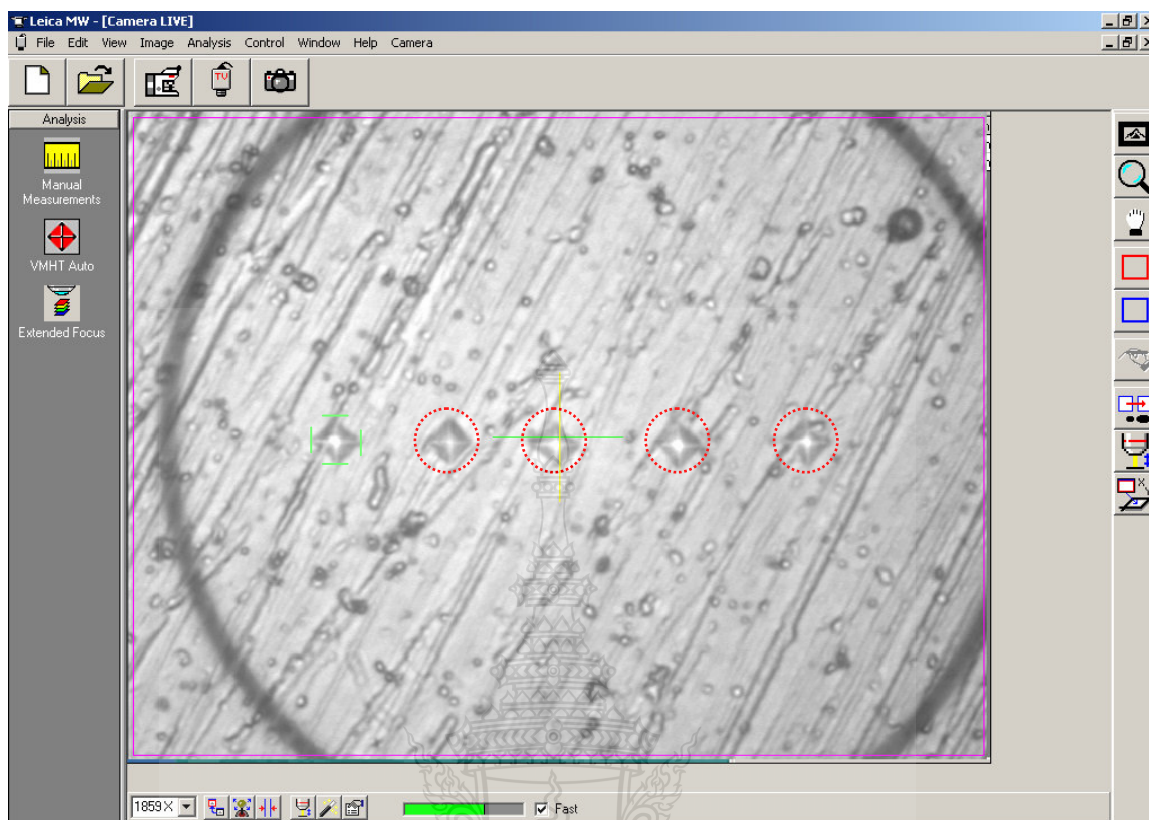 Leica MW - [Camera LIVE]
File Edit View Image Analysis Control Window Help Camera
TV
Analysis
Manual
Measurements
VMHT Auto
Extended Focus
1859X
Fast